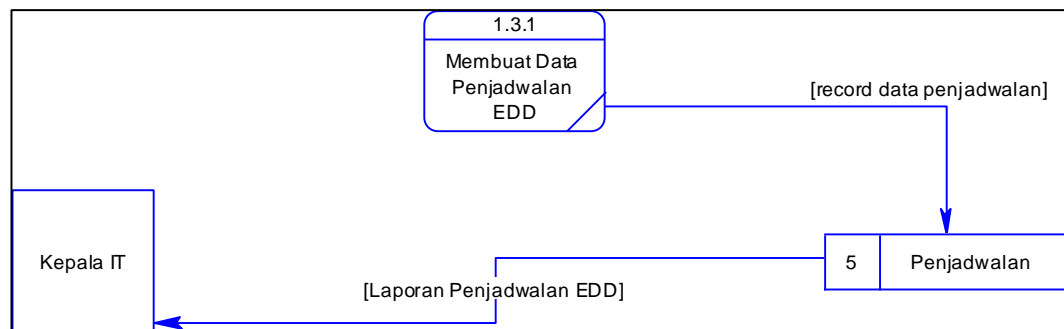 1.3.1
Membuat Data
Penjadwalan
EDD
[record data penjadwalan]
Kepala IT
5
Penjadwalan
[Laporan Penjadwalan EDD]